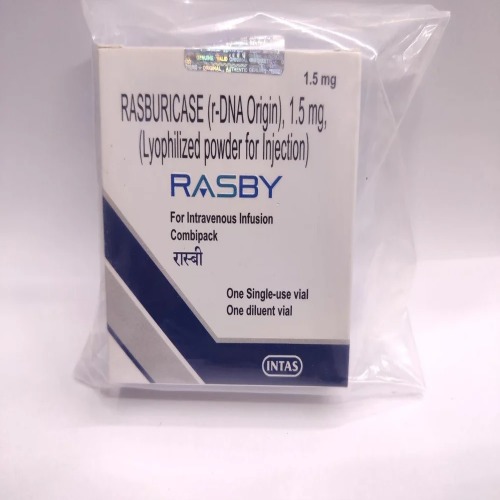 1.5 mg
RASBURICASE (r-DNA Origin), 1.5 mg,
(Lyophilized powder for Injection)
RASBY
For Intravenous Infusion
Combipack
रास्बी
One Single-use vial
One diluent vial
INTAS